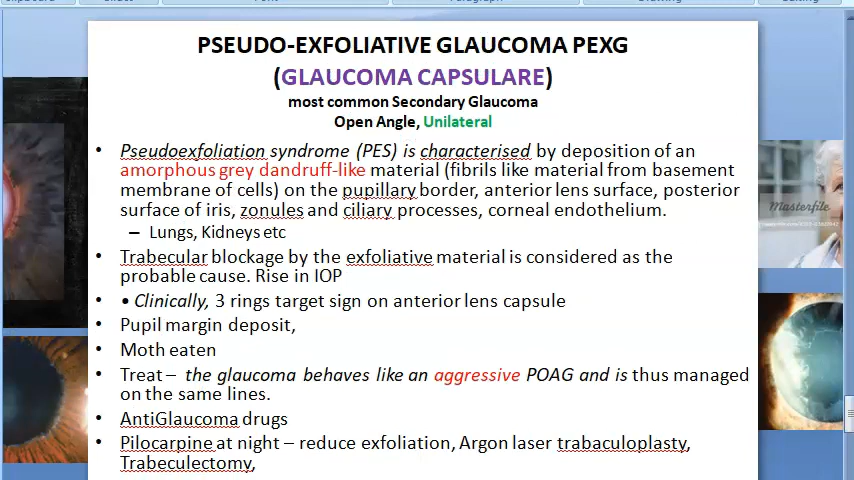 PSEUDO-EXFOLIATIVE GLAUCOMA PEXG
(GLAUCOMA CAPSULARE)
most common Secondary Glaucoma
Open Angle, Unilateral
• Pseudoexfoliation syndrome (PES) is characterised by deposition of an
amorphous grey dandruff-like material (fibrils like material from basement
membrane of cells) on the pupillary border, anterior lens surface, posterior
surface of iris, zonules and ciliary processes, corneal endothelium.
– Lungs, Kidneys etc
• Trabecular blockage by the exfoliative material is considered as the
probable cause. Rise in IOP
• • Clinically, 3 rings target sign on anterior lens capsule
• Pupil margin deposit,
• Moth eaten
• Treat – the glaucoma behaves like an aggressive POAG and is thus managed
on the same lines.
• AntiGlaucoma drugs
• Pilocarpine at night – reduce exfoliation, Argon laser trabaculoplasty,
Trabeculectomy,
Masterfile